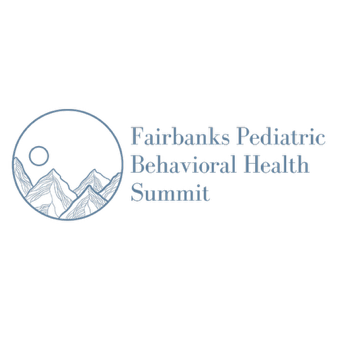 Fairbanks Pediatric
Behavioral Health
Summit